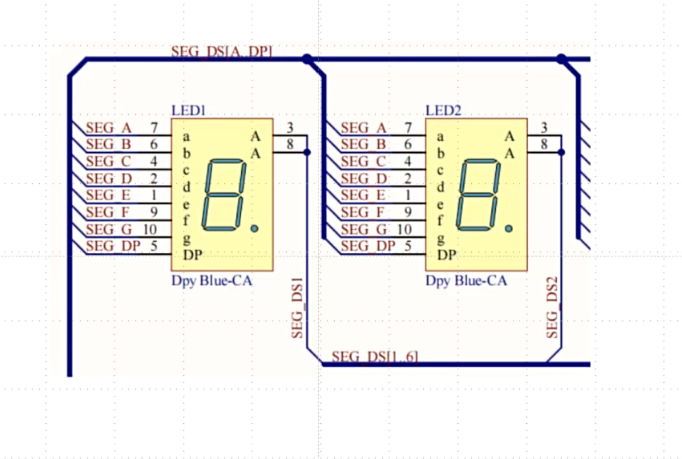 SEG_DS[A..DP]
LED1
SEG_A 7 a A 3
SEG_B 6 b A 8
SEG_C 4 c
SEG_D 2 d
SEG_E 1 e
SEG_F 9 f
SEG_G 10 g
SEG_DP 5 DP
Dpy Blue-CA
SEG_DS1
LED2
SEG_A 7 a A 3
SEG_B 6 b A 8
SEG_C 4 c
SEG_D 2 d
SEG_E 1 e
SEG_F 9 f
SEG_G 10 g
SEG_DP 5 DP
Dpy Blue-CA
SEG_DS2
SEG_DS[1..6]